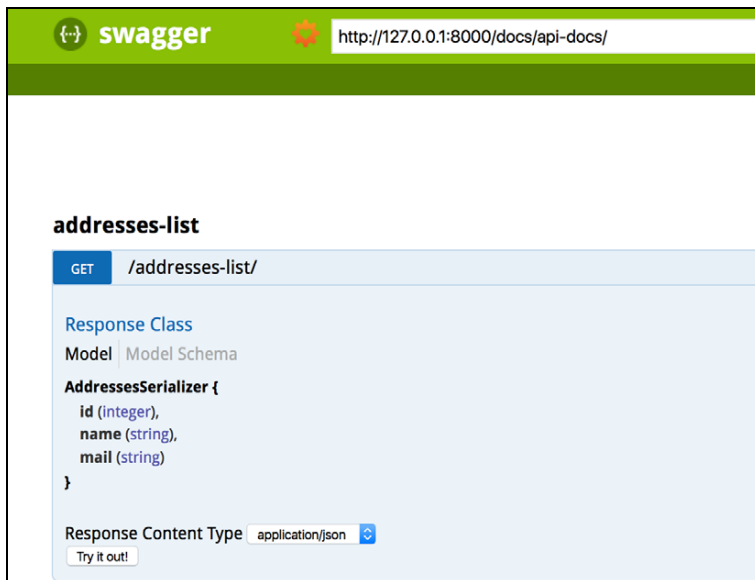 {··} swagger
http://127.0.0.1:8000/docs/api-docs/
addresses-list
GET /addresses-list/
Response Class
Model Model Schema
AddressesSerializer {
id (integer),
name (string),
mail (string)
}
Response Content Type application/json
Try it out!